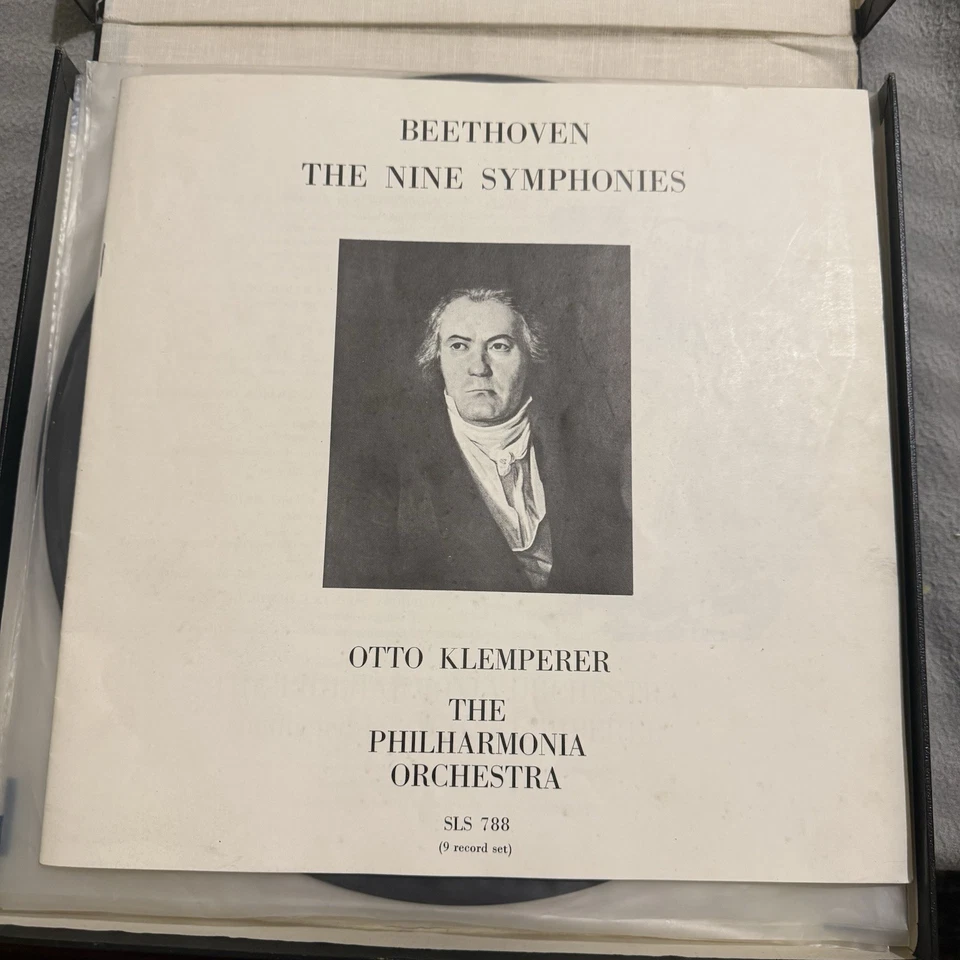 BEETHOVEN
THE NINE SYMPHONIES
OTTO KLEMPERER
THE
PHILHARMONIA
ORCHESTRA
SLS 788
(9 record set)